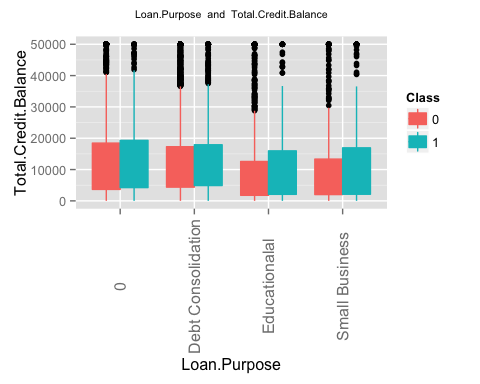 Loan.Purpose and Total.Credit.Balance
Total.Credit.Balance
50000
40000
30000
20000
10000
0
0
Debt Consolidation
Educationalal
Small Business
Loan.Purpose
Class
0
1